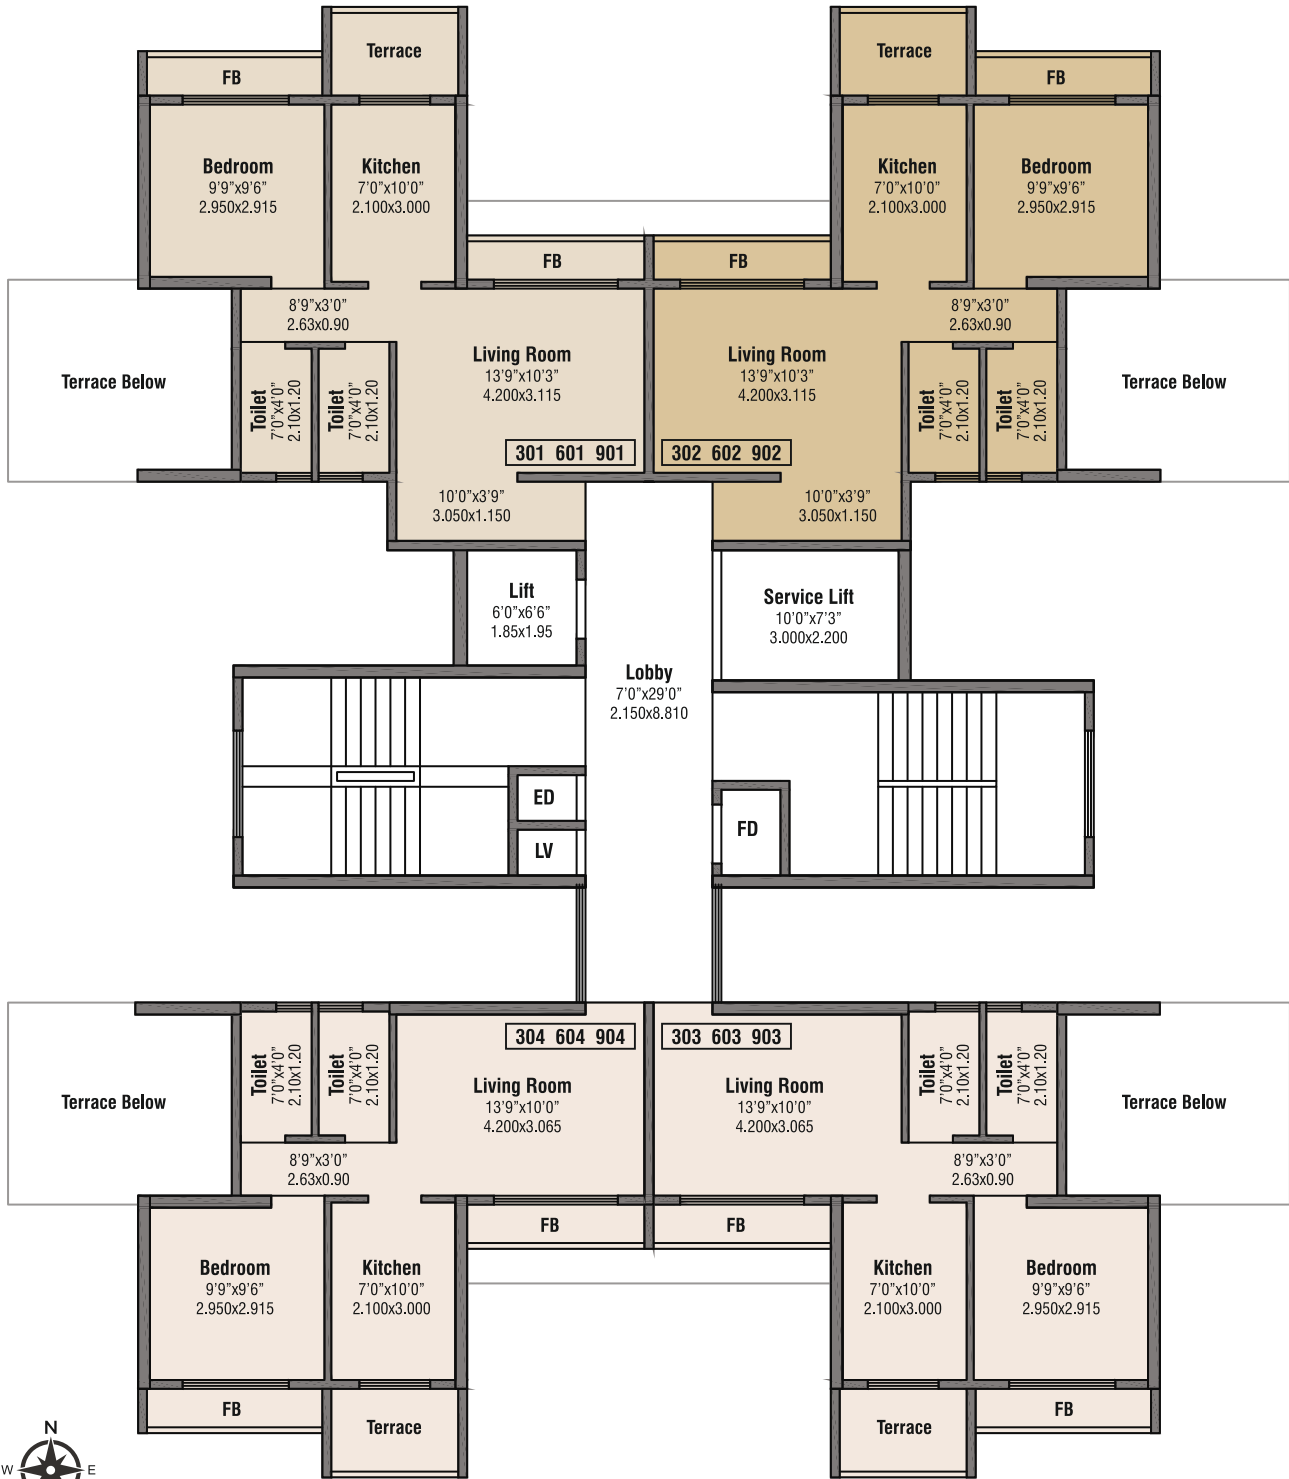 Terrace
FB
Bedroom
9'9"x9'6"
2.950x2.915
Kitchen
7'0"x10'0"
2.100x3.000
FB
Terrace
FB
Kitchen
7'0"x10'0"
2.100x3.000
Bedroom
9'9"x9'6"
2.950x2.915
FB
8'9"x3'0"
2.63x0.90
Terrace Below
Toilet
7'0"x4'0"
2.10x1.20
Toilet
7'0"x4'0"
2.10x1.20
Living Room
13'9"x10'3"
4.200x3.115
301 601 901
10'0"x3'9"
3.050x1.150
Living Room
13'9"x10'3"
4.200x3.115
302 602 902
10'0"x3'9"
3.050x1.150
8'9"x3'0"
2.63x0.90
Toilet
7'0"x4'0"
2.10x1.20
Toilet
7'0"x4'0"
2.10x1.20
Terrace Below
Lift
6'0"x6'6"
1.85x1.95
Service Lift
10'0"x7'3"
3.000x2.200
Lobby
7'0"x29'0"
2.150x8.810
ED
LV
FD
304 604 904
303 603 903
Terrace Below
Toilet
7'0"x4'0"
2.10x1.20
Toilet
7'0"x4'0"
2.10x1.20
Living Room
13'9"x10'0"
4.200x3.065
Living Room
13'9"x10'0"
4.200x3.065
Toilet
7'0"x4'0"
2.10x1.20
Toilet
7'0"x4'0"
2.10x1.20
Terrace Below
8'9"x3'0"
2.63x0.90
8'9"x3'0"
2.63x0.90
FB
FB
Bedroom
9'9"x9'6"
2.950x2.915
Kitchen
7'0"x10'0"
2.100x3.000
Kitchen
7'0"x10'0"
2.100x3.000
Bedroom
9'9"x9'6"
2.950x2.915
FB
Terrace
Terrace
FB
N
W E